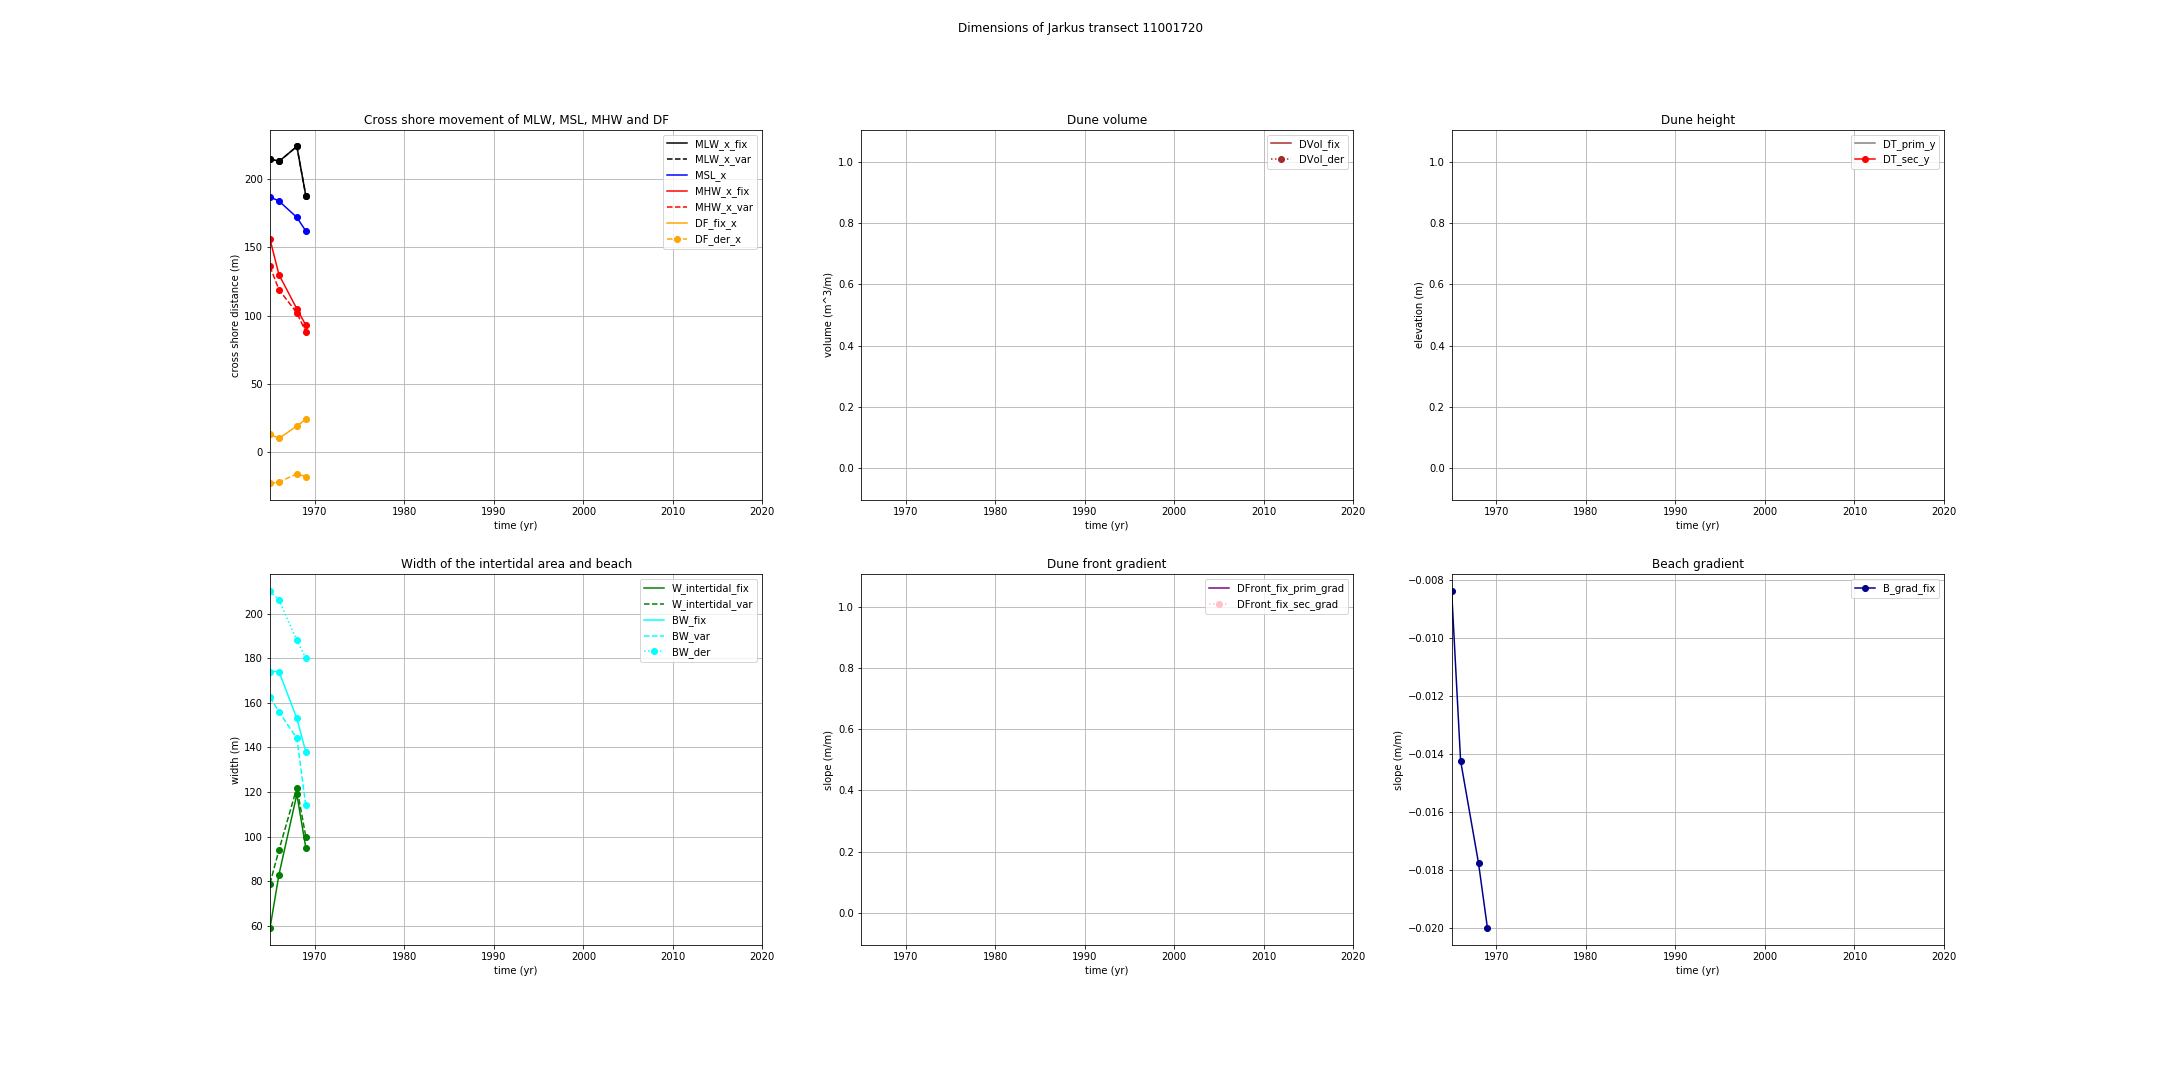 Dimensions of Jarkus transect 11001720
Cross shore movement of MLW, MSL, MHW and DF
cross shore distance (m)
200
150
100
50
0
MLW_x_fix
MLW_x_var
MSL_x
MHW_x_fix
MHW_x_var
DF_fix_x
DF_der_x
1970 1980 1990 2000 2010 2020
time (yr)
Dune volume
volume (m^3/m)
1.0
0.8
0.6
0.4
0.2
0.0
DVol_fix
DVol_der
1970 1980 1990 2000 2010 2020
time (yr)
Dune height
elevation (m)
1.0
0.8
0.6
0.4
0.2
0.0
DT_prim_y
DT_sec_y
1970 1980 1990 2000 2010 2020
time (yr)
Width of the intertidal area and beach
width (m)
200
180
160
140
120
100
80
60
W_intertidal_fix
W_intertidal_var
BW_fix
BW_var
BW_der
1970 1980 1990 2000 2010 2020
time (yr)
Dune front gradient
slope (m/m)
1.0
0.8
0.6
0.4
0.2
0.0
DFront_fix_prim_grad
DFront_fix_sec_grad
1970 1980 1990 2000 2010 2020
time (yr)
Beach gradient
slope (m/m)
−0.008
−0.010
−0.012
−0.014
−0.016
−0.018
−0.020
B_grad_fix
1970 1980 1990 2000 2010 2020
time (yr)